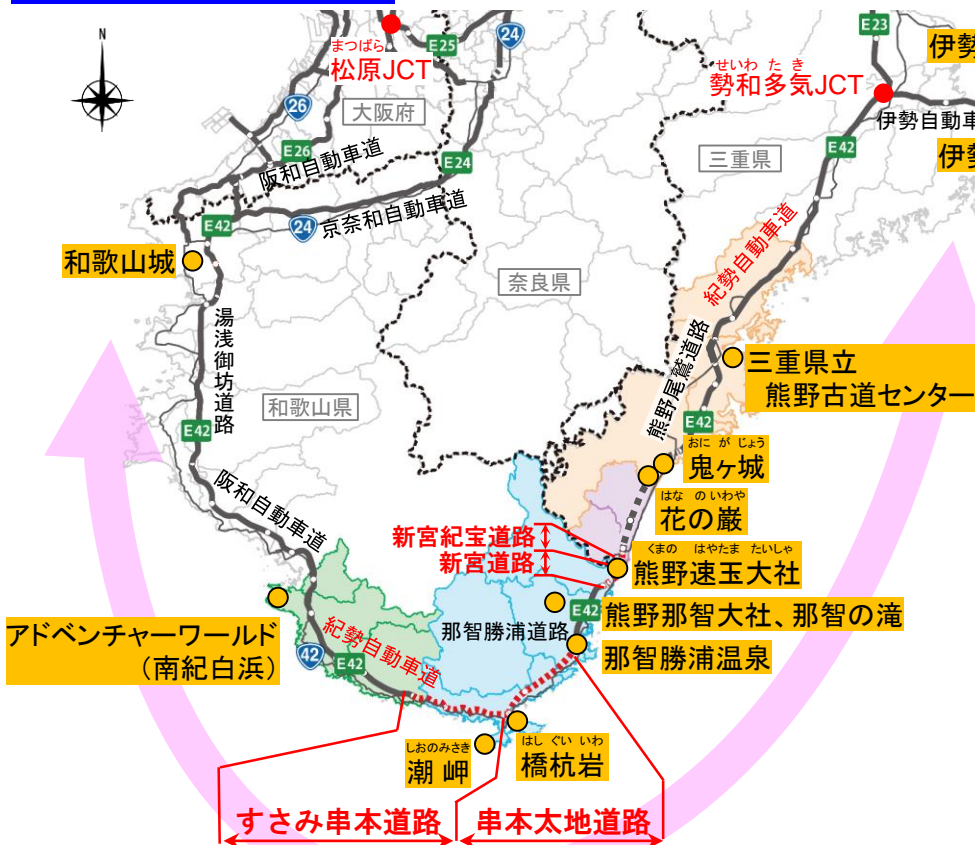 N
まつばら
松原JCT
E25
24
26
大阪府
E26
阪和自動車道
E24
E42
24
京奈和自動車道
E23
伊勢
せいわ たき
勢和多気JCT
伊勢自動車
E42
伊勢
三重県
紀勢自動車道
和歌山城
奈良県
湯浅御坊道路
和歌山県
E42
熊野尾鷲道路
三重県立
熊野古道センター
E42
おに が じょう
鬼ヶ城
はな のいわや
花の巌
阪和自動車道
新宮紀宝道路
新宮道路
くまの はやたま たいしゃ
熊野速玉大社
E42
熊野那智大社、那智の滝
那智勝浦道路
那智勝浦温泉
アドベンチャーワールド
（南紀白浜）
42
E42
紀勢自動車道
しおのみさき
潮岬
はし ぐい いわ
橋杭岩
すさみ串本道路
串本太地道路